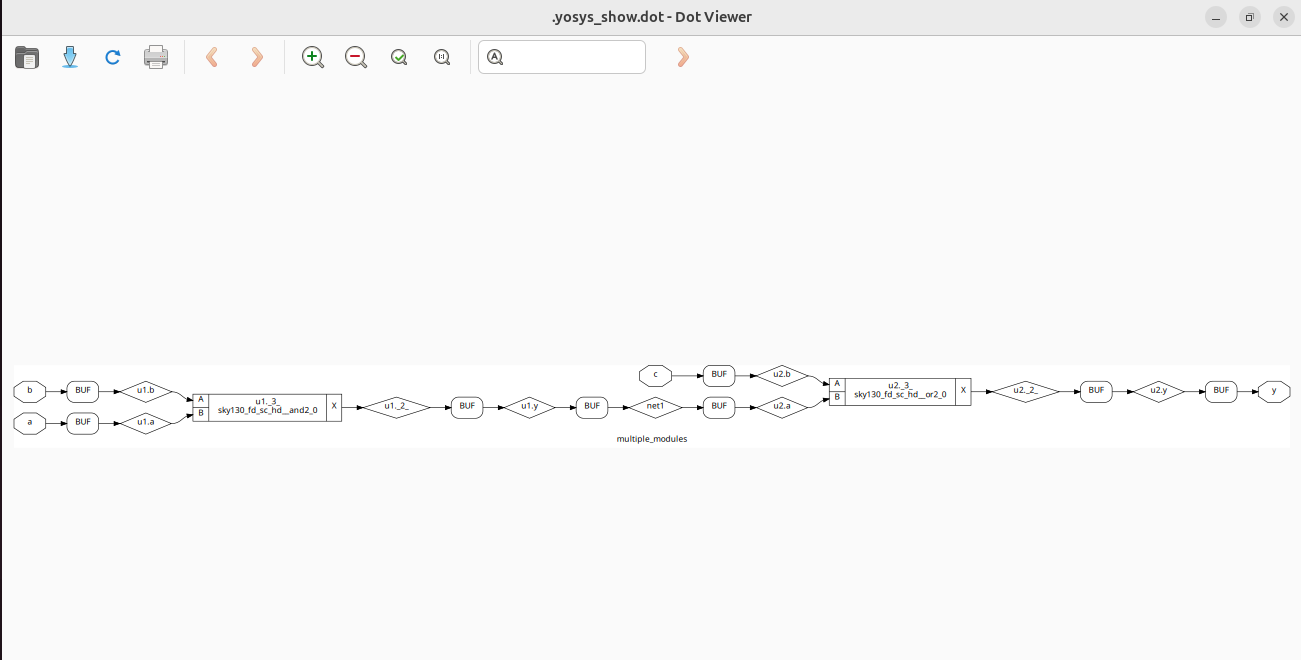 .yosys_show.dot - Dot Viewer
b BUF u1.b
a BUF u1.a
A
B
u1._3_
sky130_fd_sc_hd__and2_0
X
u1._2_ BUF u1.y BUF net1 BUF u2.a
c BUF u2.b
A
B
u2._3_
sky130_fd_sc_hd__or2_0
X
u2._2_ BUF u2.y BUF y
multiple_modules